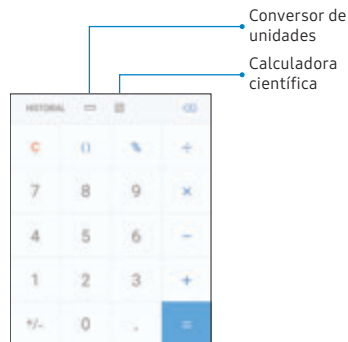 Conversor de
unidades
Calculadora
científica
HISTORIAL
C () % ÷
7 8 9 ×
4 5 6 −
1 2 3 +
+/− 0 . =